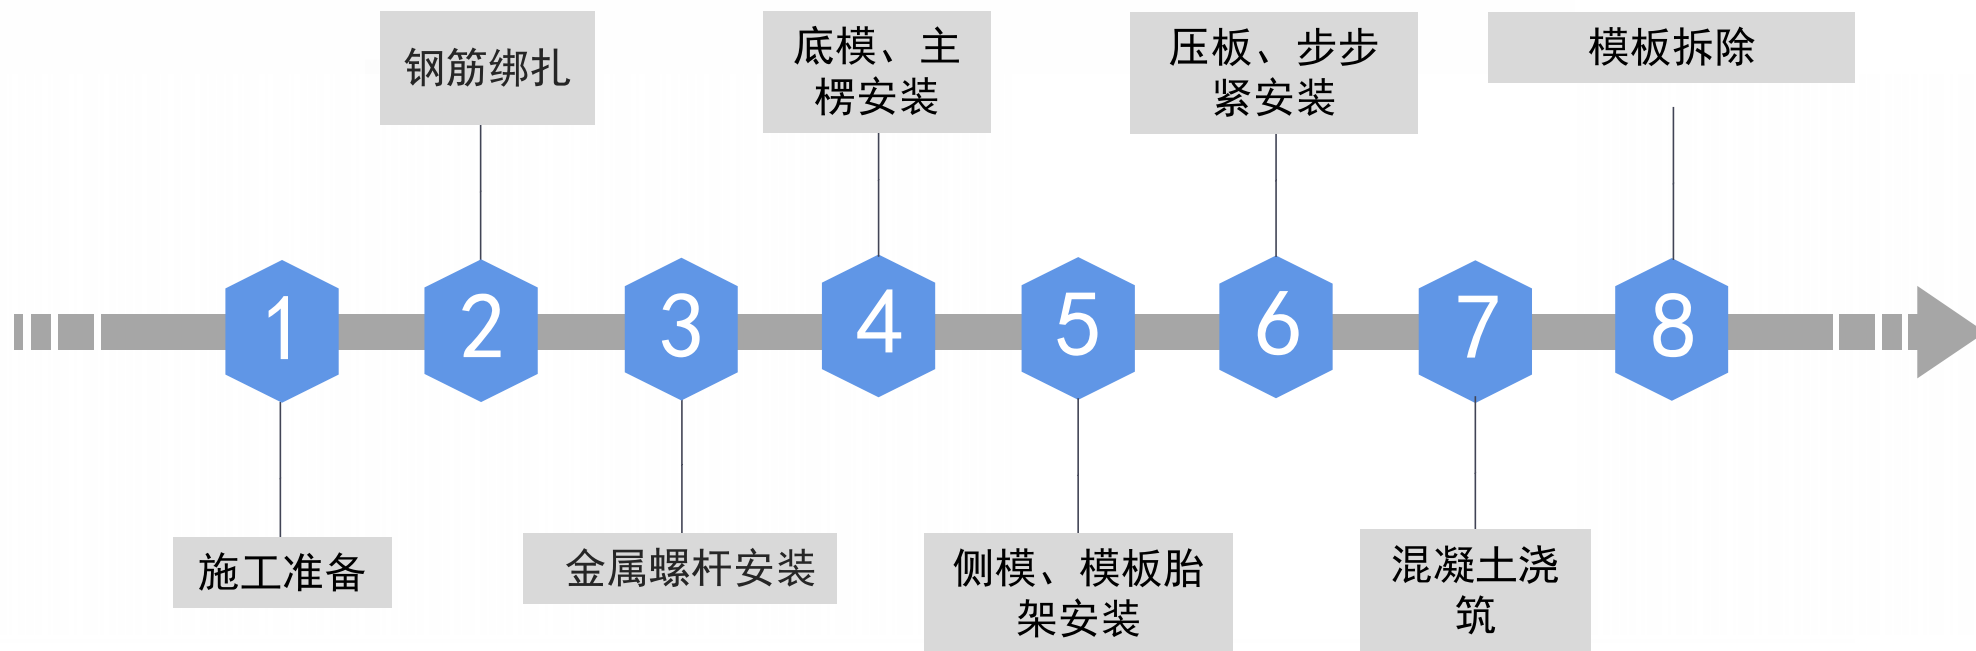 钢筋绑扎
底模、主
楞安装
压板、步步
紧安装
模板拆除
1
2
3
4
5
6
7
8
施工准备
金属螺杆安装
侧模、模板胎
架安装
混凝土浇
筑